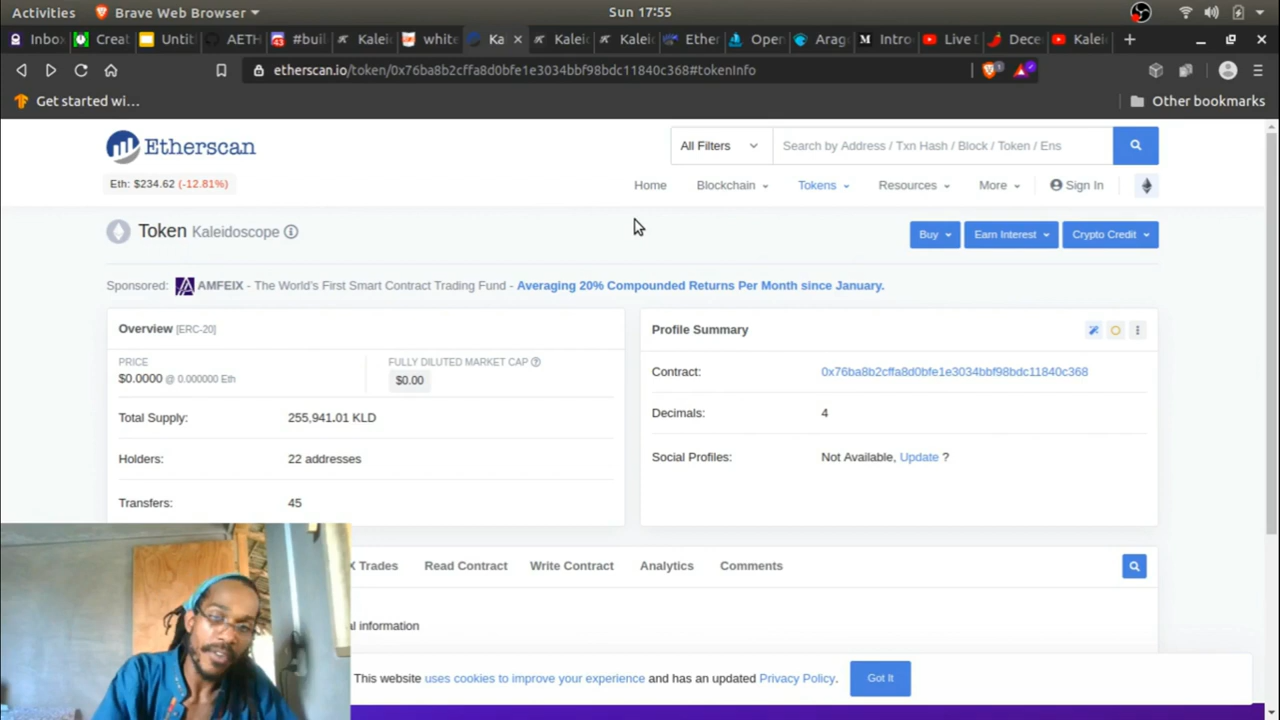 Activities
Brave Web Browser
Sun 17:55
Inbo
Creat
Untit
AETH
#buil
Kalei
white
Ka
Kalei
Kalei
Ether
Open
Arag
Intro
Live E
Dece
Kalei
etherscan.io/token/0x76ba8b2cffa8d0bfe1e3034bbf98bdc11840c368#tokenInfo
Get started wi...
Other bookmarks
Etherscan
All Filters
Search by Address / Txn Hash / Block / Token / Ens
Eth: $234.62 (-12.81%)
Home
Blockchain
Tokens
Resources
More
Sign In
Token Kaleidoscope
Buy
Earn Interest
Crypto Credit
Sponsored: AMFEIX - The World's First Smart Contract Trading Fund - Averaging 20% Compounded Returns Per Month since January.
Overview [ERC-20]
PRICE
$0.0000 @ 0.000000 Eth
FULLY DILUTED MARKET CAP
$0.00
Total Supply: 255,941.01 KLD
Holders: 22 addresses
Transfers: 45
Profile Summary
Contract: 0x76ba8b2cffa8d0bfe1e3034bbf98bdc11840c368
Decimals: 4
Social Profiles: Not Available, Update ?
X Trades
Read Contract
Write Contract
Analytics
Comments
al information
This website uses cookies to improve your experience and has an updated Privacy Policy.
Got It